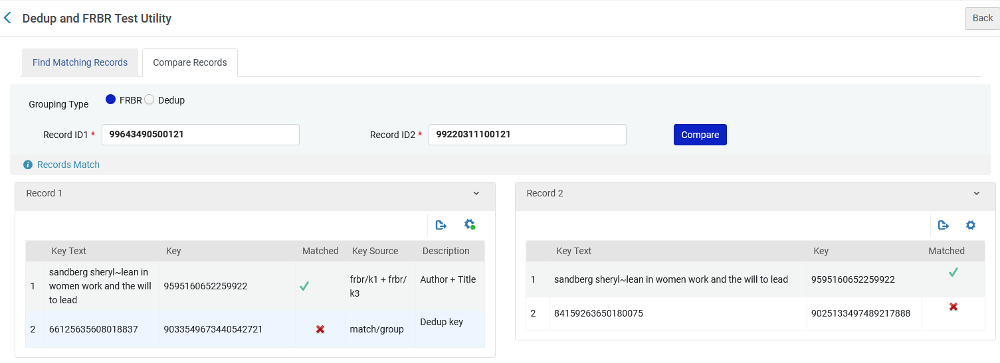 Dedup and FRBR Test Utility
Back
Find Matching Records
Compare Records
Grouping Type
FRBR
Dedup
Record ID1 *
99643490500121
Record ID2 *
99220311100121
Compare
Records Match
Record 1
Key Text
Key
Matched
Key Source
Description
1
sandberg sheryl~lean in
women work and the will
to lead
9595160652259922
frbr/k1 + frbr/
k3
Author + Title
2
66125635608018837
9033549673440542721
match/group
Dedup key
Record 2
Key Text
Key
Matched
1
sandberg sheryl~lean in women work and the will to lead
9595160652259922
2
84159263650180075
9025133497489217888